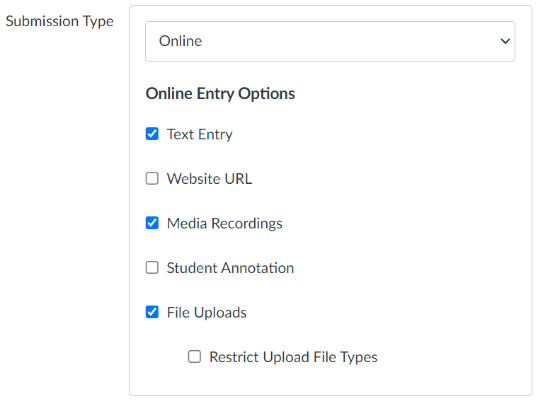 Submission Type
Online
Online Entry Options
Text Entry
Website URL
Media Recordings
Student Annotation
File Uploads
Restrict Upload File Types